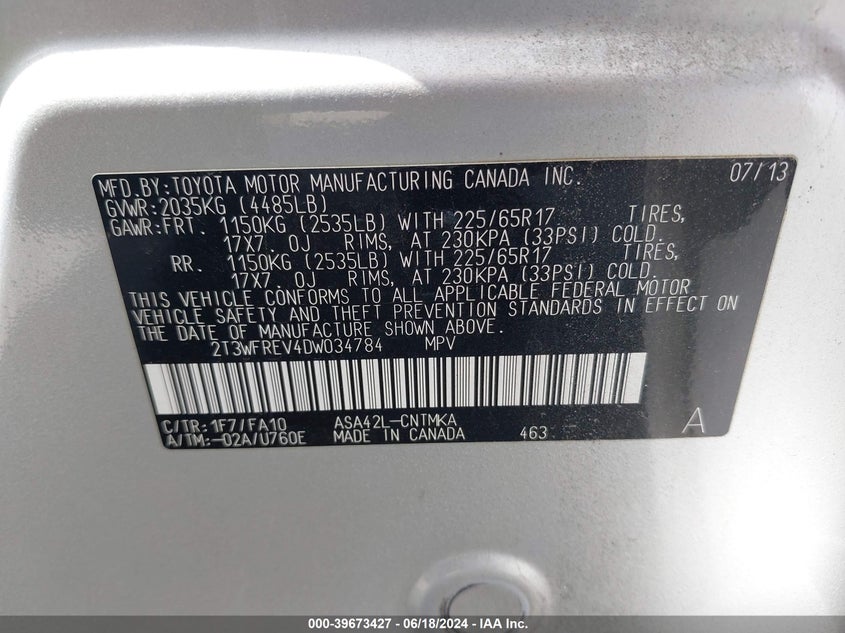 MFD.BY:TOYOTA MOTOR MANUFACTURING CANADA INC. 07/13
GVWR:2035KG (4485LB)
GAWR:FRT. 1150KG (2535LB) WITH 225/65R17 TIRES,
17X7.0J RIMS, AT 230KPA (33PSI) COLD.
RR. 1150KG (2535LB) WITH 225/65R17 TIRES,
17X7.0J RIMS, AT 230KPA (33PSI) COLD.
THIS VEHICLE CONFORMS TO ALL APPLICABLE FEDERAL MOTOR
VEHICLE SAFETY AND THEFT PREVENTION STANDARDS IN EFFECT ON
THE DATE OF MANUFACTURE SHOWN ABOVE.
2T3WFREV4DW034784 MPV
C/TR:1F7/FA10 ASA42L-CNTMKA
A/TM:-02A/U760E MADE IN CANADA 463 A
000-39673427 - 06/18/2024 - IAA Inc.